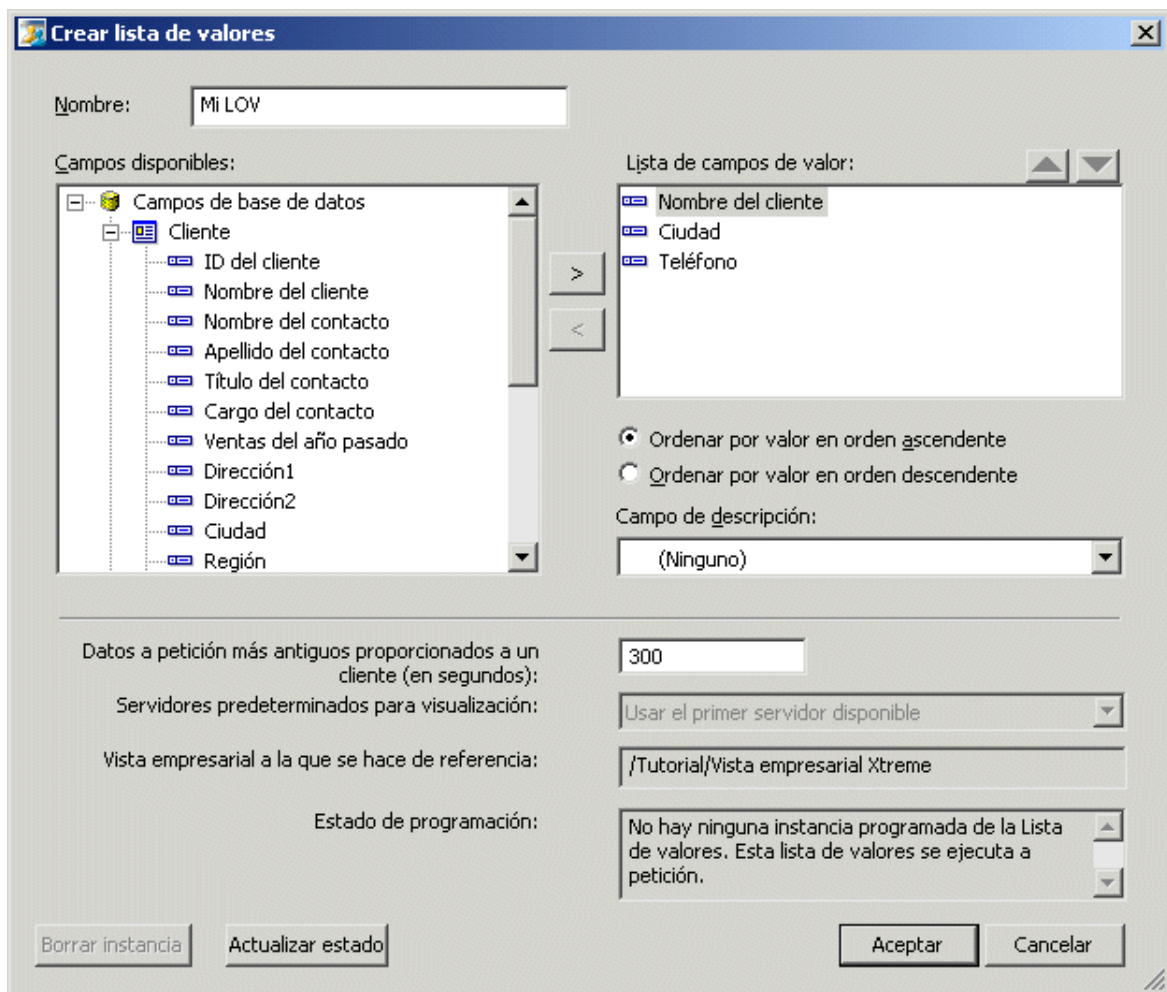 Crear lista de valores
Nombre:
Mi LOV
Campos disponibles:
Campos de base de datos
Cliente
ID del cliente
Nombre del cliente
Nombre del contacto
Apellido del contacto
Título del contacto
Cargo del contacto
Ventas del año pasado
Dirección1
Dirección2
Ciudad
Región
>
<
Lista de campos de valor:
Nombre del cliente
Ciudad
Teléfono
Ordenar por valor en orden ascendente
Ordenar por valor en orden descendente
Campo de descripción:
(Ninguno)
Datos a petición más antiguos proporcionados a un
cliente (en segundos):
300
Servidores predeterminados para visualización:
Usar el primer servidor disponible
Vista empresarial a la que se hace de referencia:
/Tutorial/Vista empresarial Xtreme
Estado de programación:
No hay ninguna instancia programada de la Lista
de valores. Esta lista de valores se ejecuta a
petición.
Borrar instancia
Actualizar estado
Aceptar
Cancelar